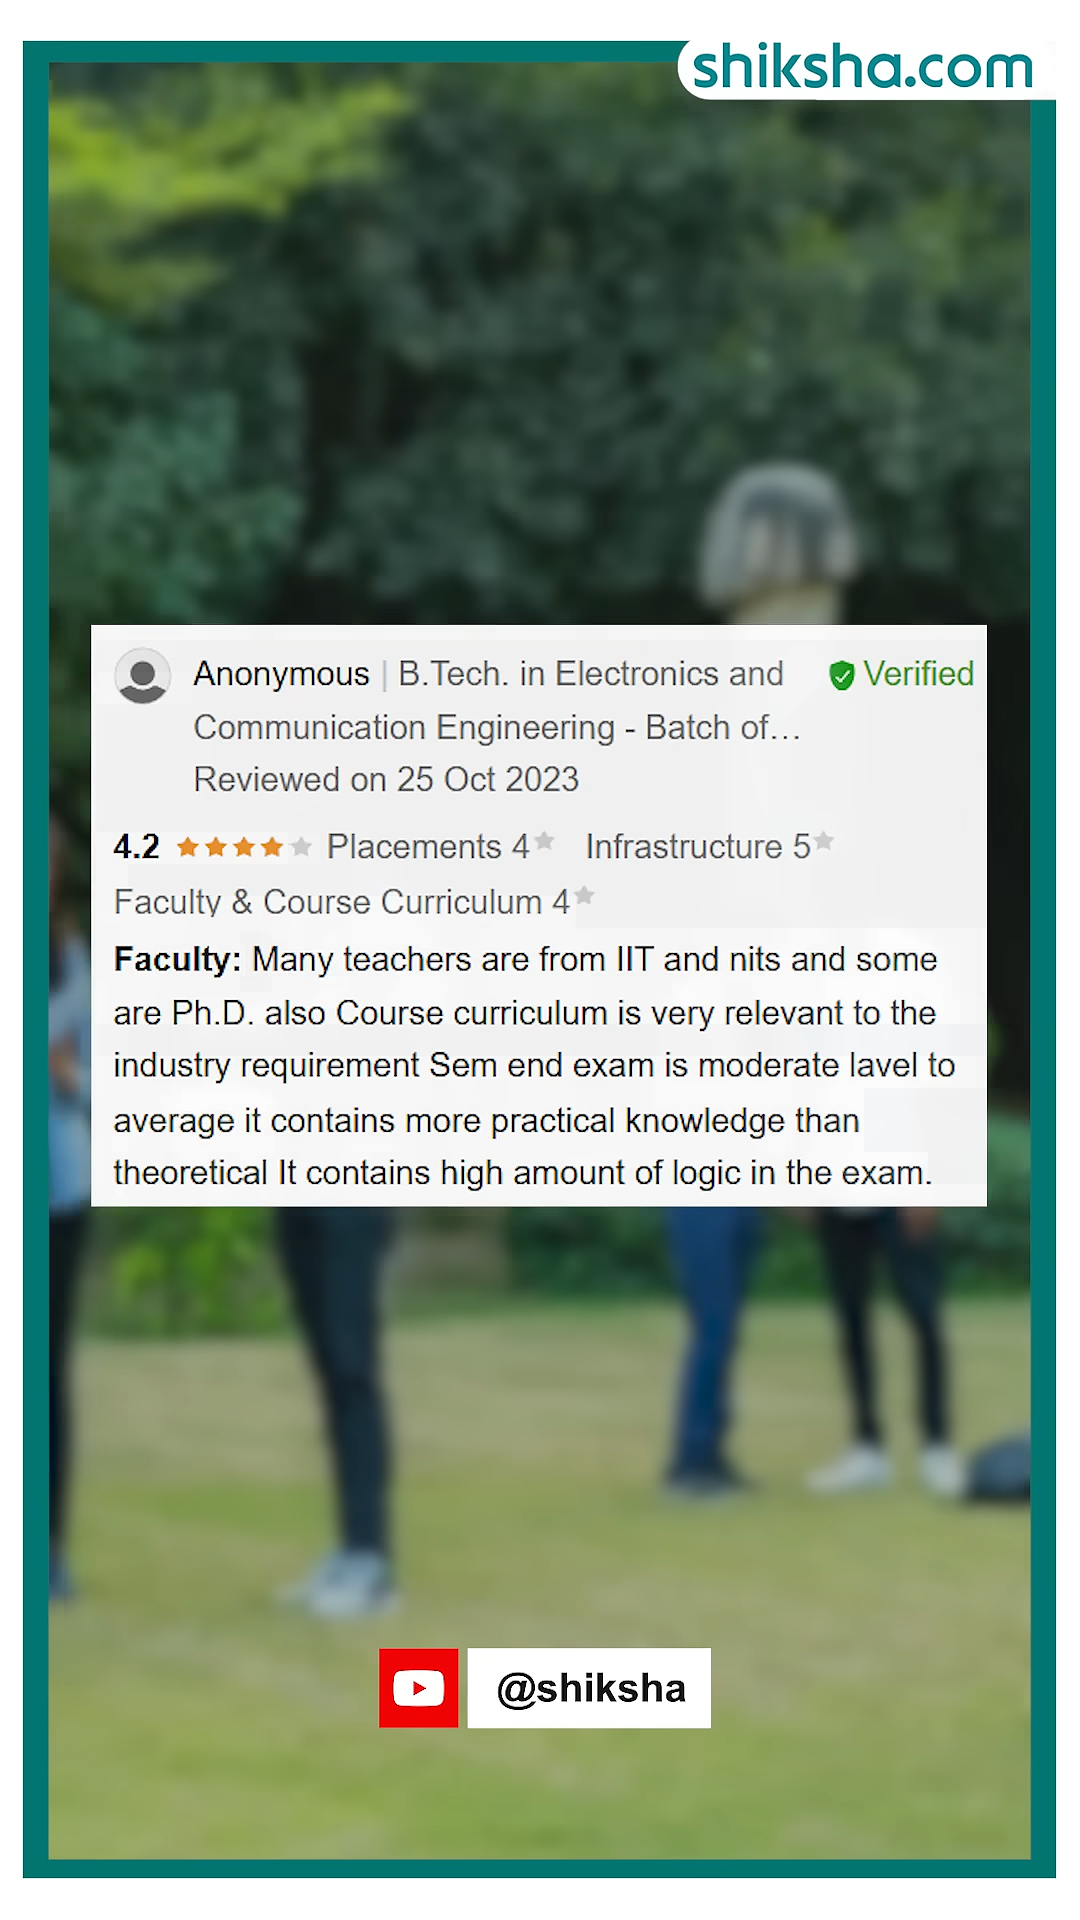 shiksha.com
Anonymous | B.Tech. in Electronics and Verified
Communication Engineering - Batch of...
Reviewed on 25 Oct 2023
4.2 Placements 4 Infrastructure 5
Faculty & Course Curriculum 4
Faculty: Many teachers are from IIT and nits and some
are Ph.D. also Course curriculum is very relevant to the
industry requirement Sem end exam is moderate lavel to
average it contains more practical knowledge than
theoretical It contains high amount of logic in the exam.
@shiksha